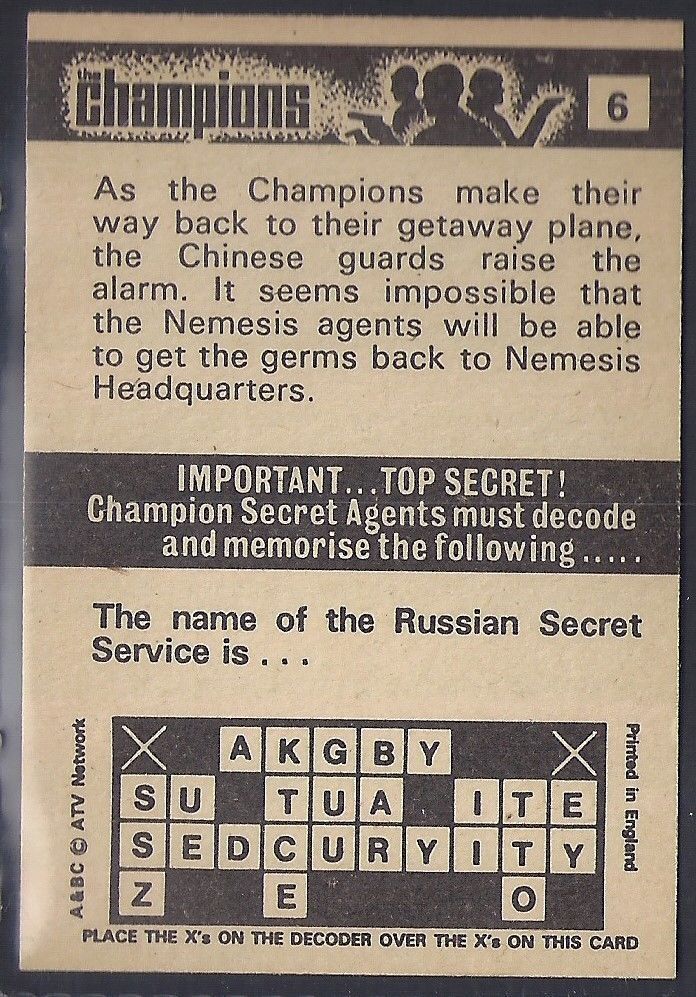 the
champions
6
As the Champions make their
way back to their getaway plane,
the Chinese guards raise the
alarm. It seems impossible that
the Nemesis agents will be able
to get the germs back to Nemesis
Headquarters.
IMPORTANT...TOP SECRET!
Champion Secret Agents must decode
and memorise the following.....
The name of the Russian Secret
Service is...
A&BC © ATV Network
X A K G B Y X
S U T U A I T E
S E D C U R Y I T Y
Z E O
Printed in England
PLACE THE X's ON THE DECODER OVER THE X's ON THIS CARD